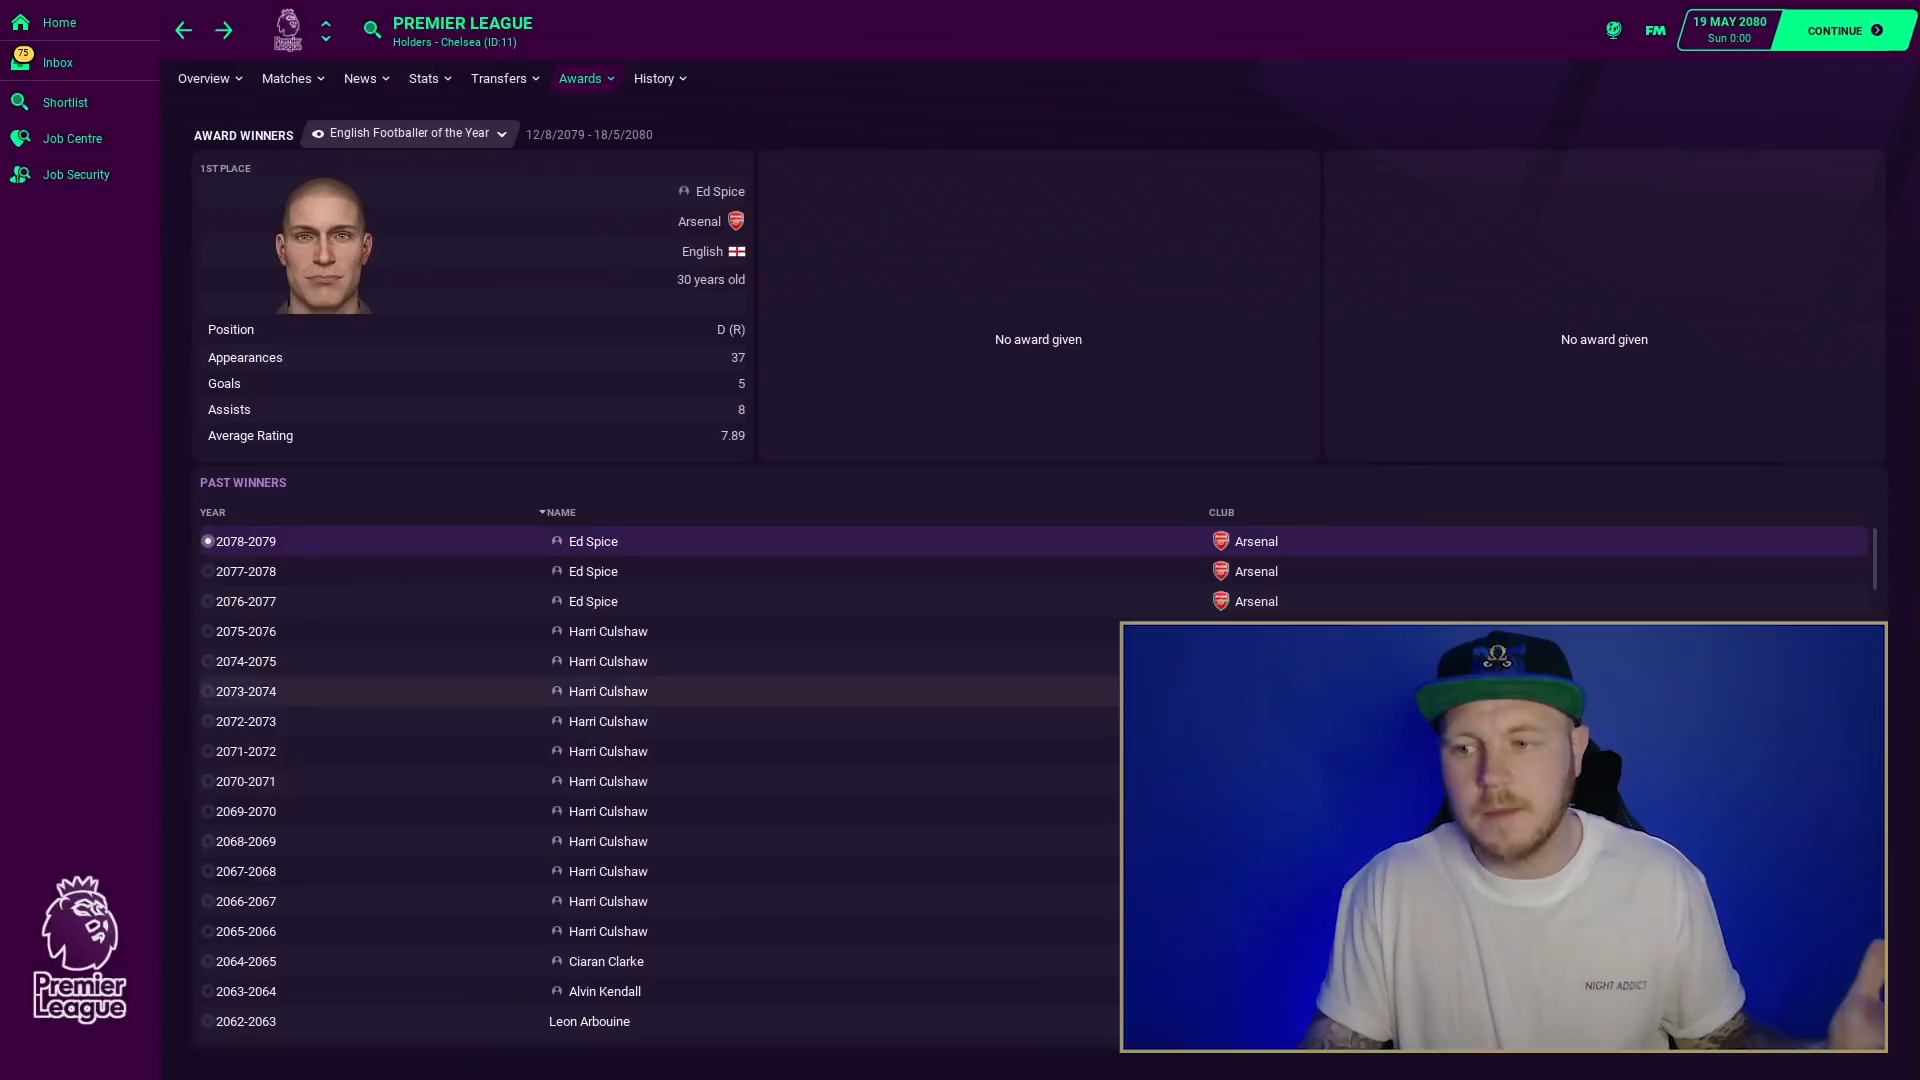 Home
75
Inbox
Shortlist
Job Centre
Job Security
Premier League
PREMIER LEAGUE
Holders - Chelsea (ID:11)
FM
19 MAY 2080
Sun 0:00
CONTINUE
Overview Matches News Stats Transfers Awards History
AWARD WINNERS English Footballer of the Year 12/8/2079 - 18/5/2080
1ST PLACE
Ed Spice
Arsenal
English
30 years old
Position D (R)
Appearances 37
Goals 5
Assists 8
Average Rating 7.89
No award given
No award given
PAST WINNERS
YEAR NAME CLUB
2078-2079 Ed Spice Arsenal
2077-2078 Ed Spice Arsenal
2076-2077 Ed Spice Arsenal
2075-2076 Harri Culshaw
2074-2075 Harri Culshaw
2073-2074 Harri Culshaw
2072-2073 Harri Culshaw
2071-2072 Harri Culshaw
2070-2071 Harri Culshaw
2069-2070 Harri Culshaw
2068-2069 Harri Culshaw
2067-2068 Harri Culshaw
2066-2067 Harri Culshaw
2065-2066 Harri Culshaw
2064-2065 Ciaran Clarke
2063-2064 Alvin Kendall
2062-2063 Leon Arbouine
NIGHT ADDICT
Premier
League